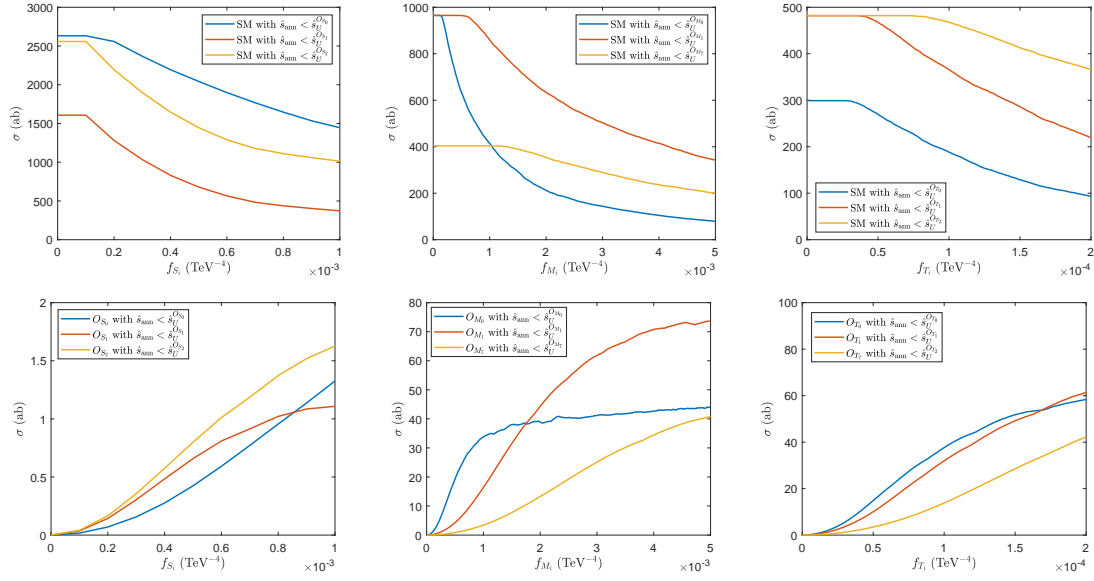 SM with ŝ_ann < ŝ_U^{O_{S_0}}
SM with ŝ_ann < ŝ_U^{O_{S_1}}
SM with ŝ_ann < ŝ_U^{O_{S_2}}
3000
2500
2000
1500
1000
500
0
σ (ab)
0 0.2 0.4 0.6 0.8 1
f_{S_i} (TeV^{-4})
×10^{-3}
SM with ŝ_ann < ŝ_U^{O_{M_0}}
SM with ŝ_ann < ŝ_U^{O_{M_1}}
SM with ŝ_ann < ŝ_U^{O_{M_7}}
1000
800
600
400
200
0
σ (ab)
0 1 2 3 4 5
f_{M_i} (TeV^{-4})
×10^{-3}
500
400
300
200
100
0
σ (ab)
SM with ŝ_ann < ŝ_U^{O_{T_0}}
SM with ŝ_ann < ŝ_U^{O_{T_1}}
SM with ŝ_ann < ŝ_U^{O_{T_2}}
0 0.5 1 1.5 2
f_{T_i} (TeV^{-4})
×10^{-4}
O_{S_0} with ŝ_ann < ŝ_U^{O_{S_0}}
O_{S_1} with ŝ_ann < ŝ_U^{O_{S_1}}
O_{S_2} with ŝ_ann < ŝ_U^{O_{S_2}}
2
1.5
1
0.5
0
σ (ab)
0 0.2 0.4 0.6 0.8 1
f_{S_i} (TeV^{-4})
×10^{-3}
O_{M_0} with ŝ_ann < ŝ_U^{O_{M_0}}
O_{M_1} with ŝ_ann < ŝ_U^{O_{M_1}}
O_{M_7} with ŝ_ann < ŝ_U^{O_{M_7}}
80
70
60
50
40
30
20
10
0
σ (ab)
0 1 2 3 4 5
f_{M_i} (TeV^{-4})
×10^{-3}
O_{T_0} with ŝ_ann < ŝ_U^{O_{T_0}}
O_{T_1} with ŝ_ann < ŝ_U^{O_{T_1}}
O_{T_7} with ŝ_ann < ŝ_U^{O_{T_2}}
100
80
60
40
20
0
σ (ab)
0 0.5 1 1.5 2
f_{T_i} (TeV^{-4})
×10^{-4}